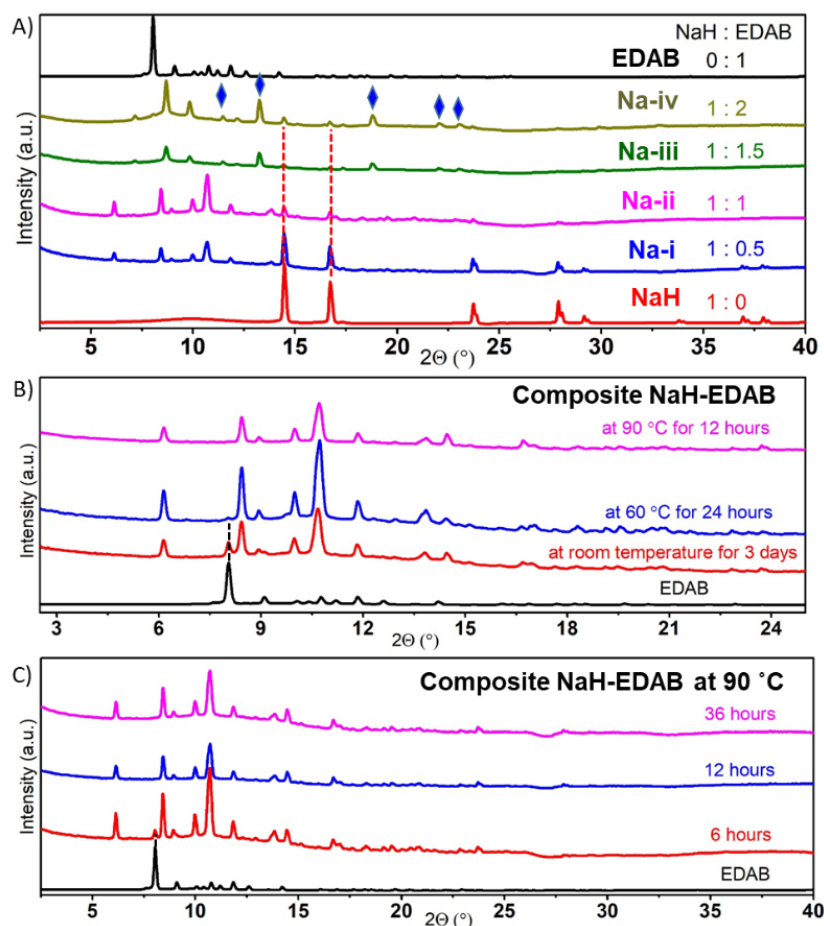 A)
NaH : EDAB
EDAB 0 : 1
Na-iv 1 : 2
Na-iii 1 : 1.5
Na-ii 1 : 1
Na-i 1 : 0.5
NaH 1 : 0
Intensity (a.u.)
5 10 15 20 25 30 35 40
2Θ (°)
B)
Composite NaH-EDAB
at 90 °C for 12 hours
at 60 °C for 24 hours
at room temperature for 3 days
EDAB
Intensity (a.u.)
3 6 9 12 15 18 21 24
2Θ (°)
C)
Composite NaH-EDAB at 90 ˚C
36 hours
12 hours
6 hours
EDAB
Intensity (a.u.)
5 10 15 20 25 30 35 40
2Θ (°)